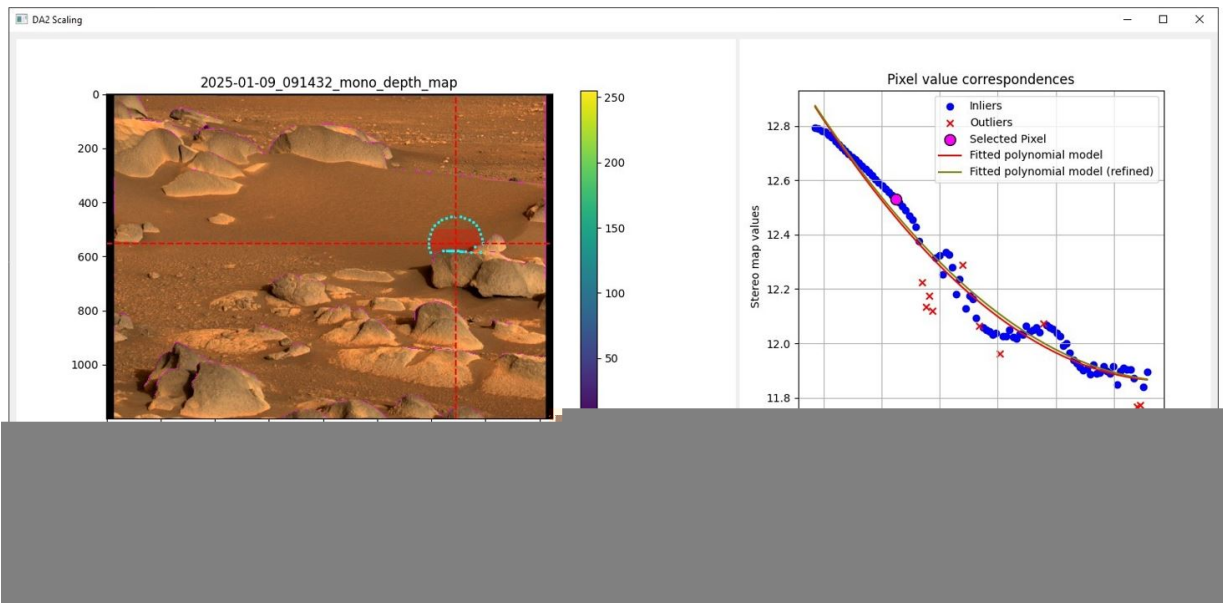 DA2 Scaling
2025-01-09_091432_mono_depth_map
0
200
400
600
800
1000
250
200
150
100
50
Pixel value correspondences
Stereo map values
12.8
12.6
12.4
12.2
12.0
11.8
Inliers
Outliers
Selected Pixel
Fitted polynomial model
Fitted polynomial model (refined)